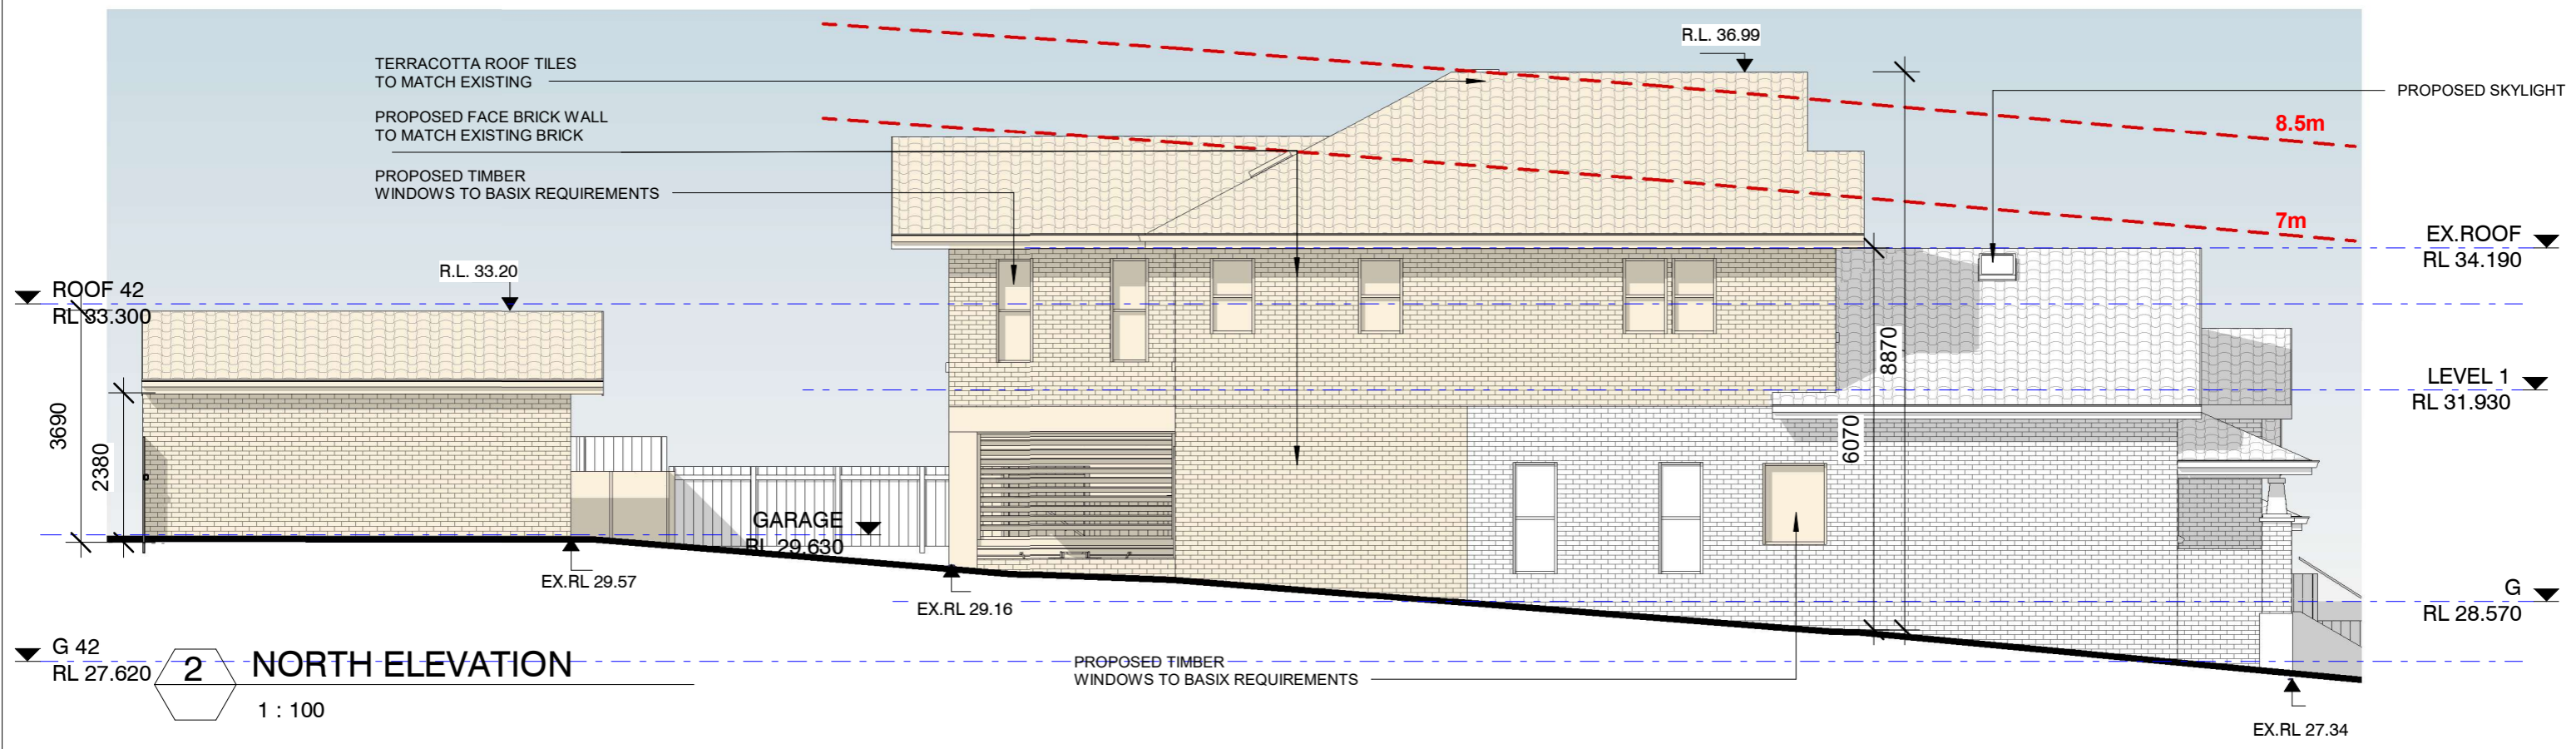 R.L. 36.99
TERRACOTTA ROOF TILES
TO MATCH EXISTING
PROPOSED SKYLIGHT
PROPOSED FACE BRICK WALL
TO MATCH EXISTING BRICK
8.5m
PROPOSED TIMBER
WINDOWS TO BASIX REQUIREMENTS
7m
EX.ROOF
RL 34.190
R.L. 33.20
ROOF 42
RL 33.300
8870
LEVEL 1
RL 31.930
3690
2380
6070
GARAGE
RL 29.630
EX.RL 29.57
EX.RL 29.16
G
RL 28.570
G 42
RL 27.620
2
NORTH ELEVATION
1 : 100
PROPOSED TIMBER
WINDOWS TO BASIX REQUIREMENTS
EX.RL 27.34